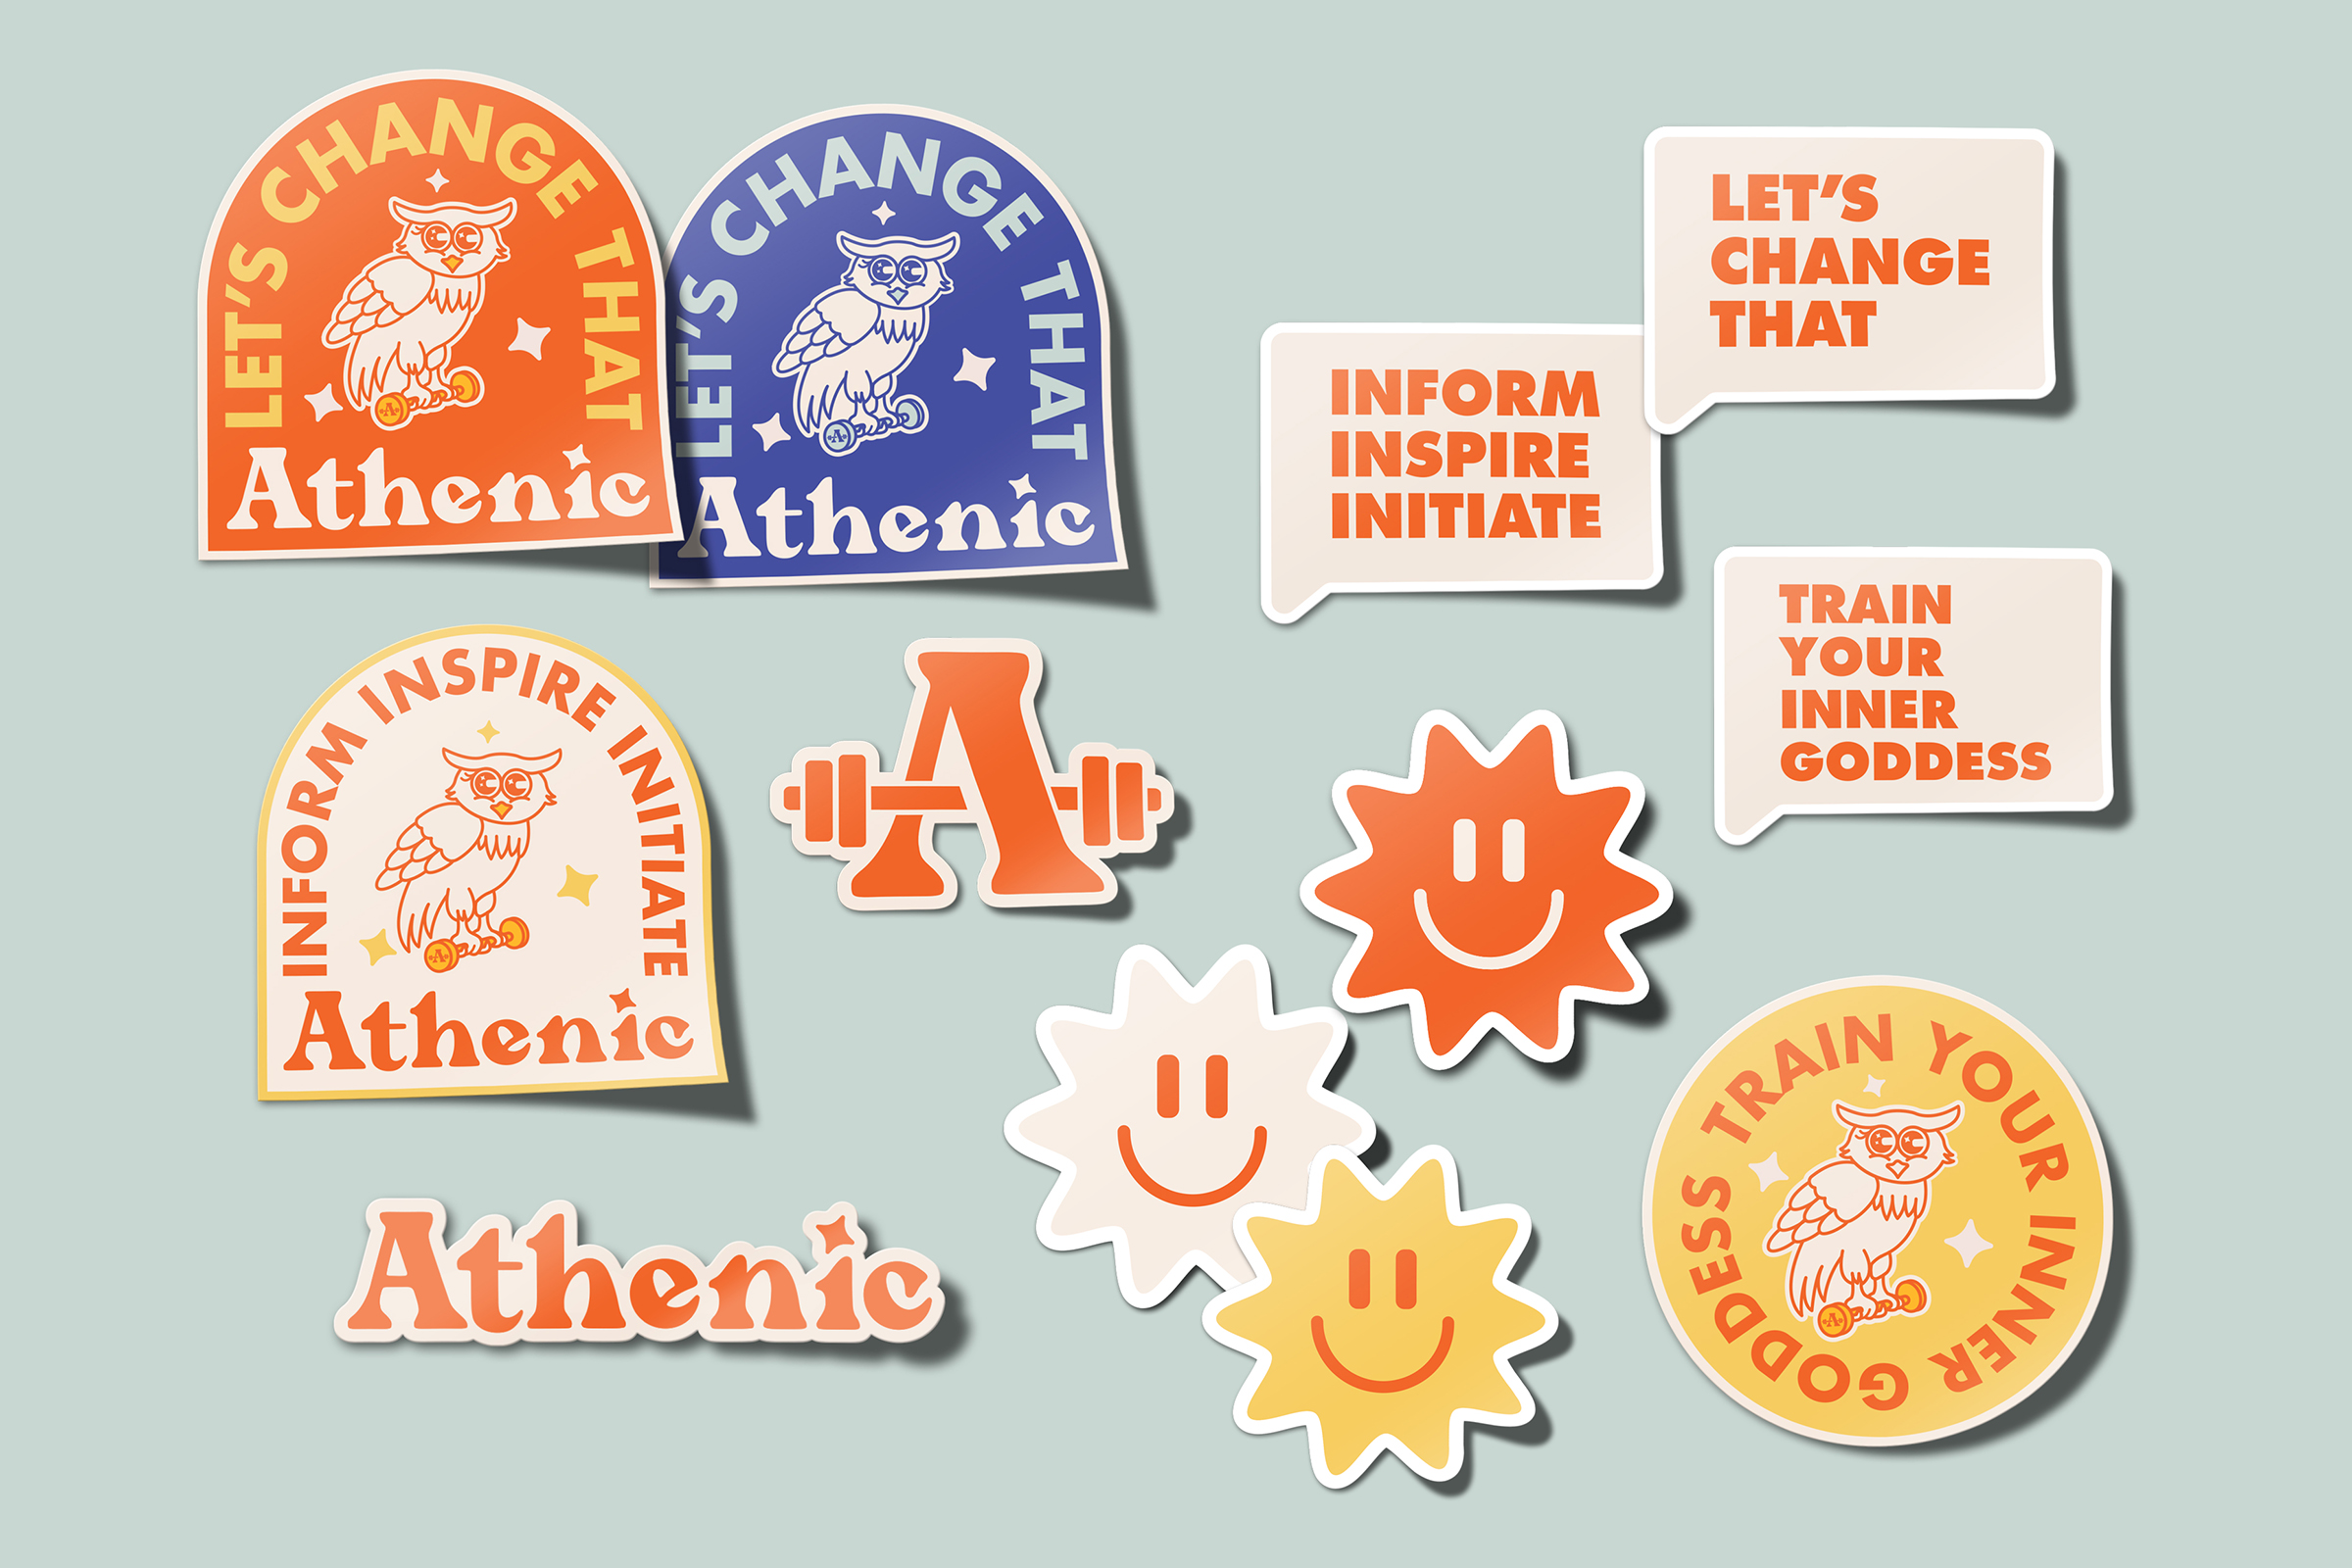 LET'S CHANGE THAT
A
Athenic
LET'S CHANGE THAT
A
Athenic
INFORM
INSPIRE
INITIATE
LET'S
CHANGE
THAT
INFORM INSPIRE INITIATE
A
Athenic
A
TRAIN
YOUR
INNER
GODDESS
Athenic
TRAIN YOUR INNER GODDESS
A